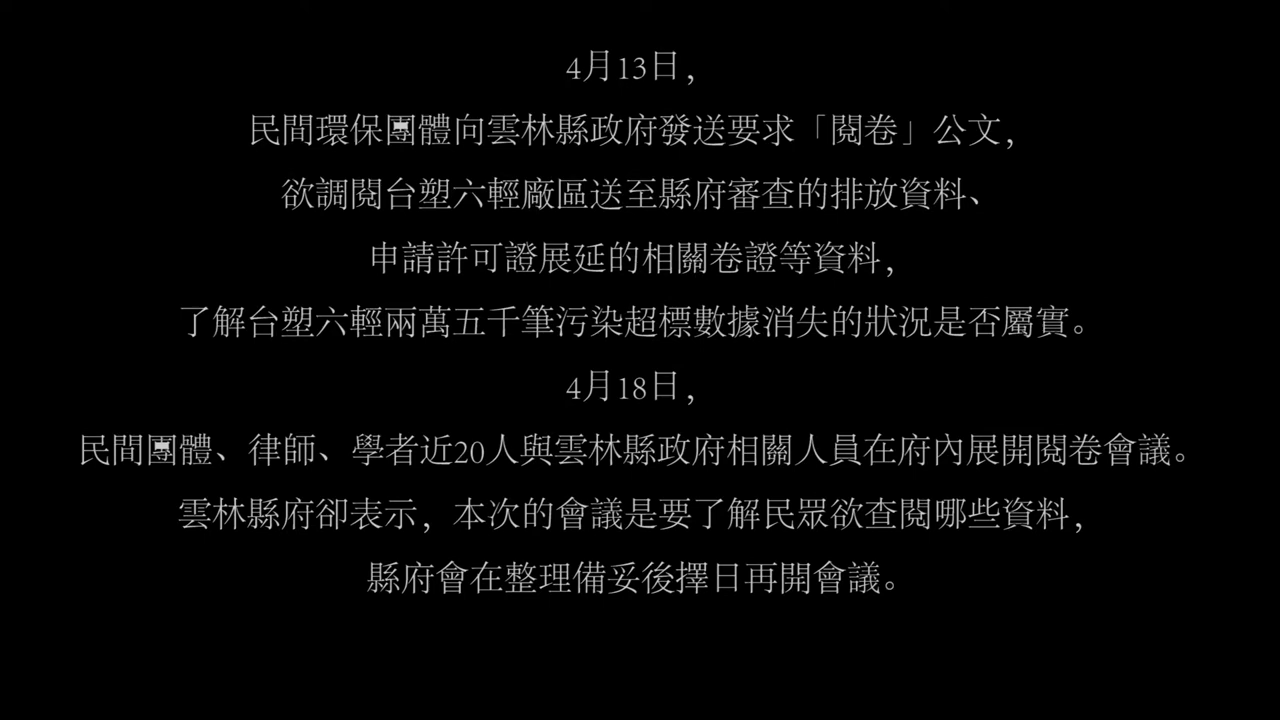 4月13日，
民間環保團體向雲林縣政府發送要求「閱卷」公文，
欲調閱台塑六輕廠區送至縣府審查的排放資料、
申請許可證展延的相關卷證等資料，
了解台塑六輕兩萬五千筆污染超標數據消失的狀況是否屬實。
4月18日，
民間團體、律師、學者近20人與雲林縣政府相關人員在府內展開閱卷會議。
雲林縣府卻表示，本次的會議是要了解民眾欲查閱哪些資料，
縣府會在整理備妥後擇日再開會議。